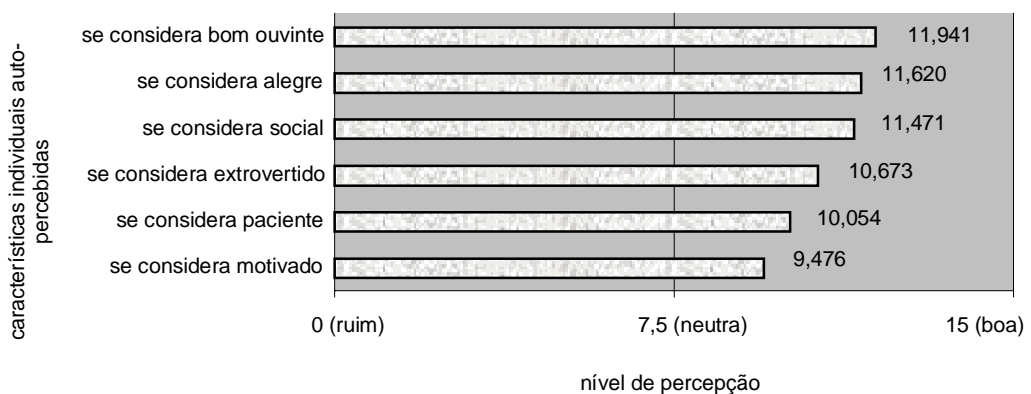 características individuais auto-
percebidas
se considera bom ouvinte
11,941
se considera alegre
11,620
se considera social
11,471
se considera extrovertido
10,673
se considera paciente
10,054
se considera motivado
9,476
0 (ruim)
7,5 (neutra)
15 (boa)
nível de percepção